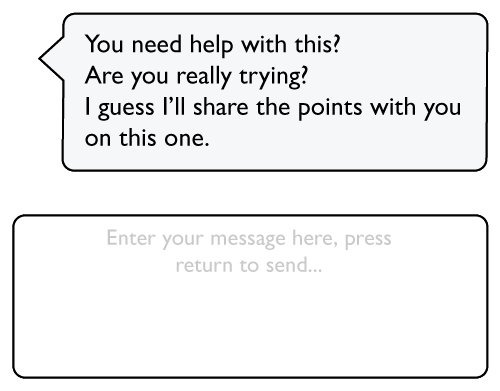 You need help with this?
Are you really trying?
I guess I'll share the points with you
on this one.
Enter your message here, press
return to send...